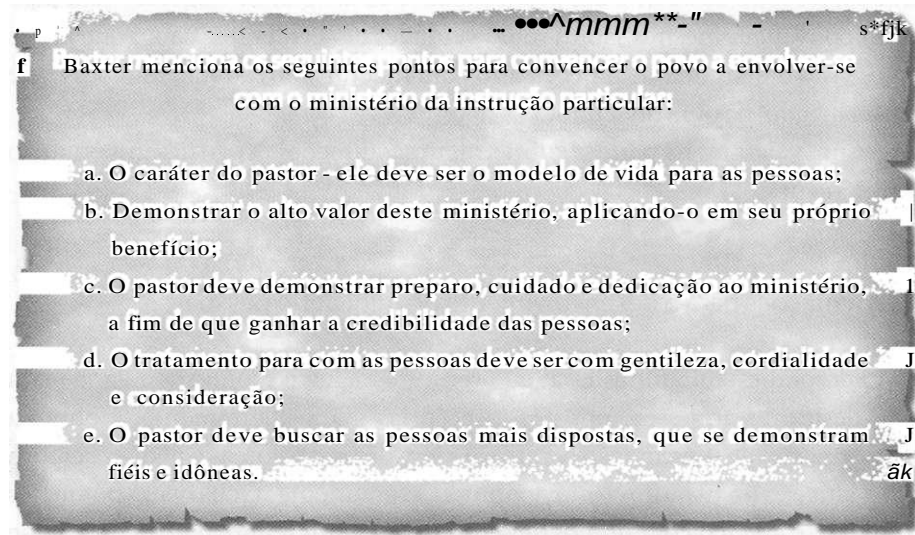 Baxter menciona os seguintes pontos para convencer o povo a envolver-se
com o ministério da instrução particular:
a. O caráter do pastor - ele deve ser o modelo de vida para as pessoas;
b. Demonstrar o alto valor deste ministério, aplicando-o em seu próprio
benefício;
c. O pastor deve demonstrar preparo, cuidado e dedicação ao ministério,
a fim de que ganhar a credibilidade das pessoas;
d. O tratamento para com as pessoas deve ser com gentileza, cordialidade
e consideração;
e. O pastor deve buscar as pessoas mais dispostas, que se demonstram
fiéis e idôneas.